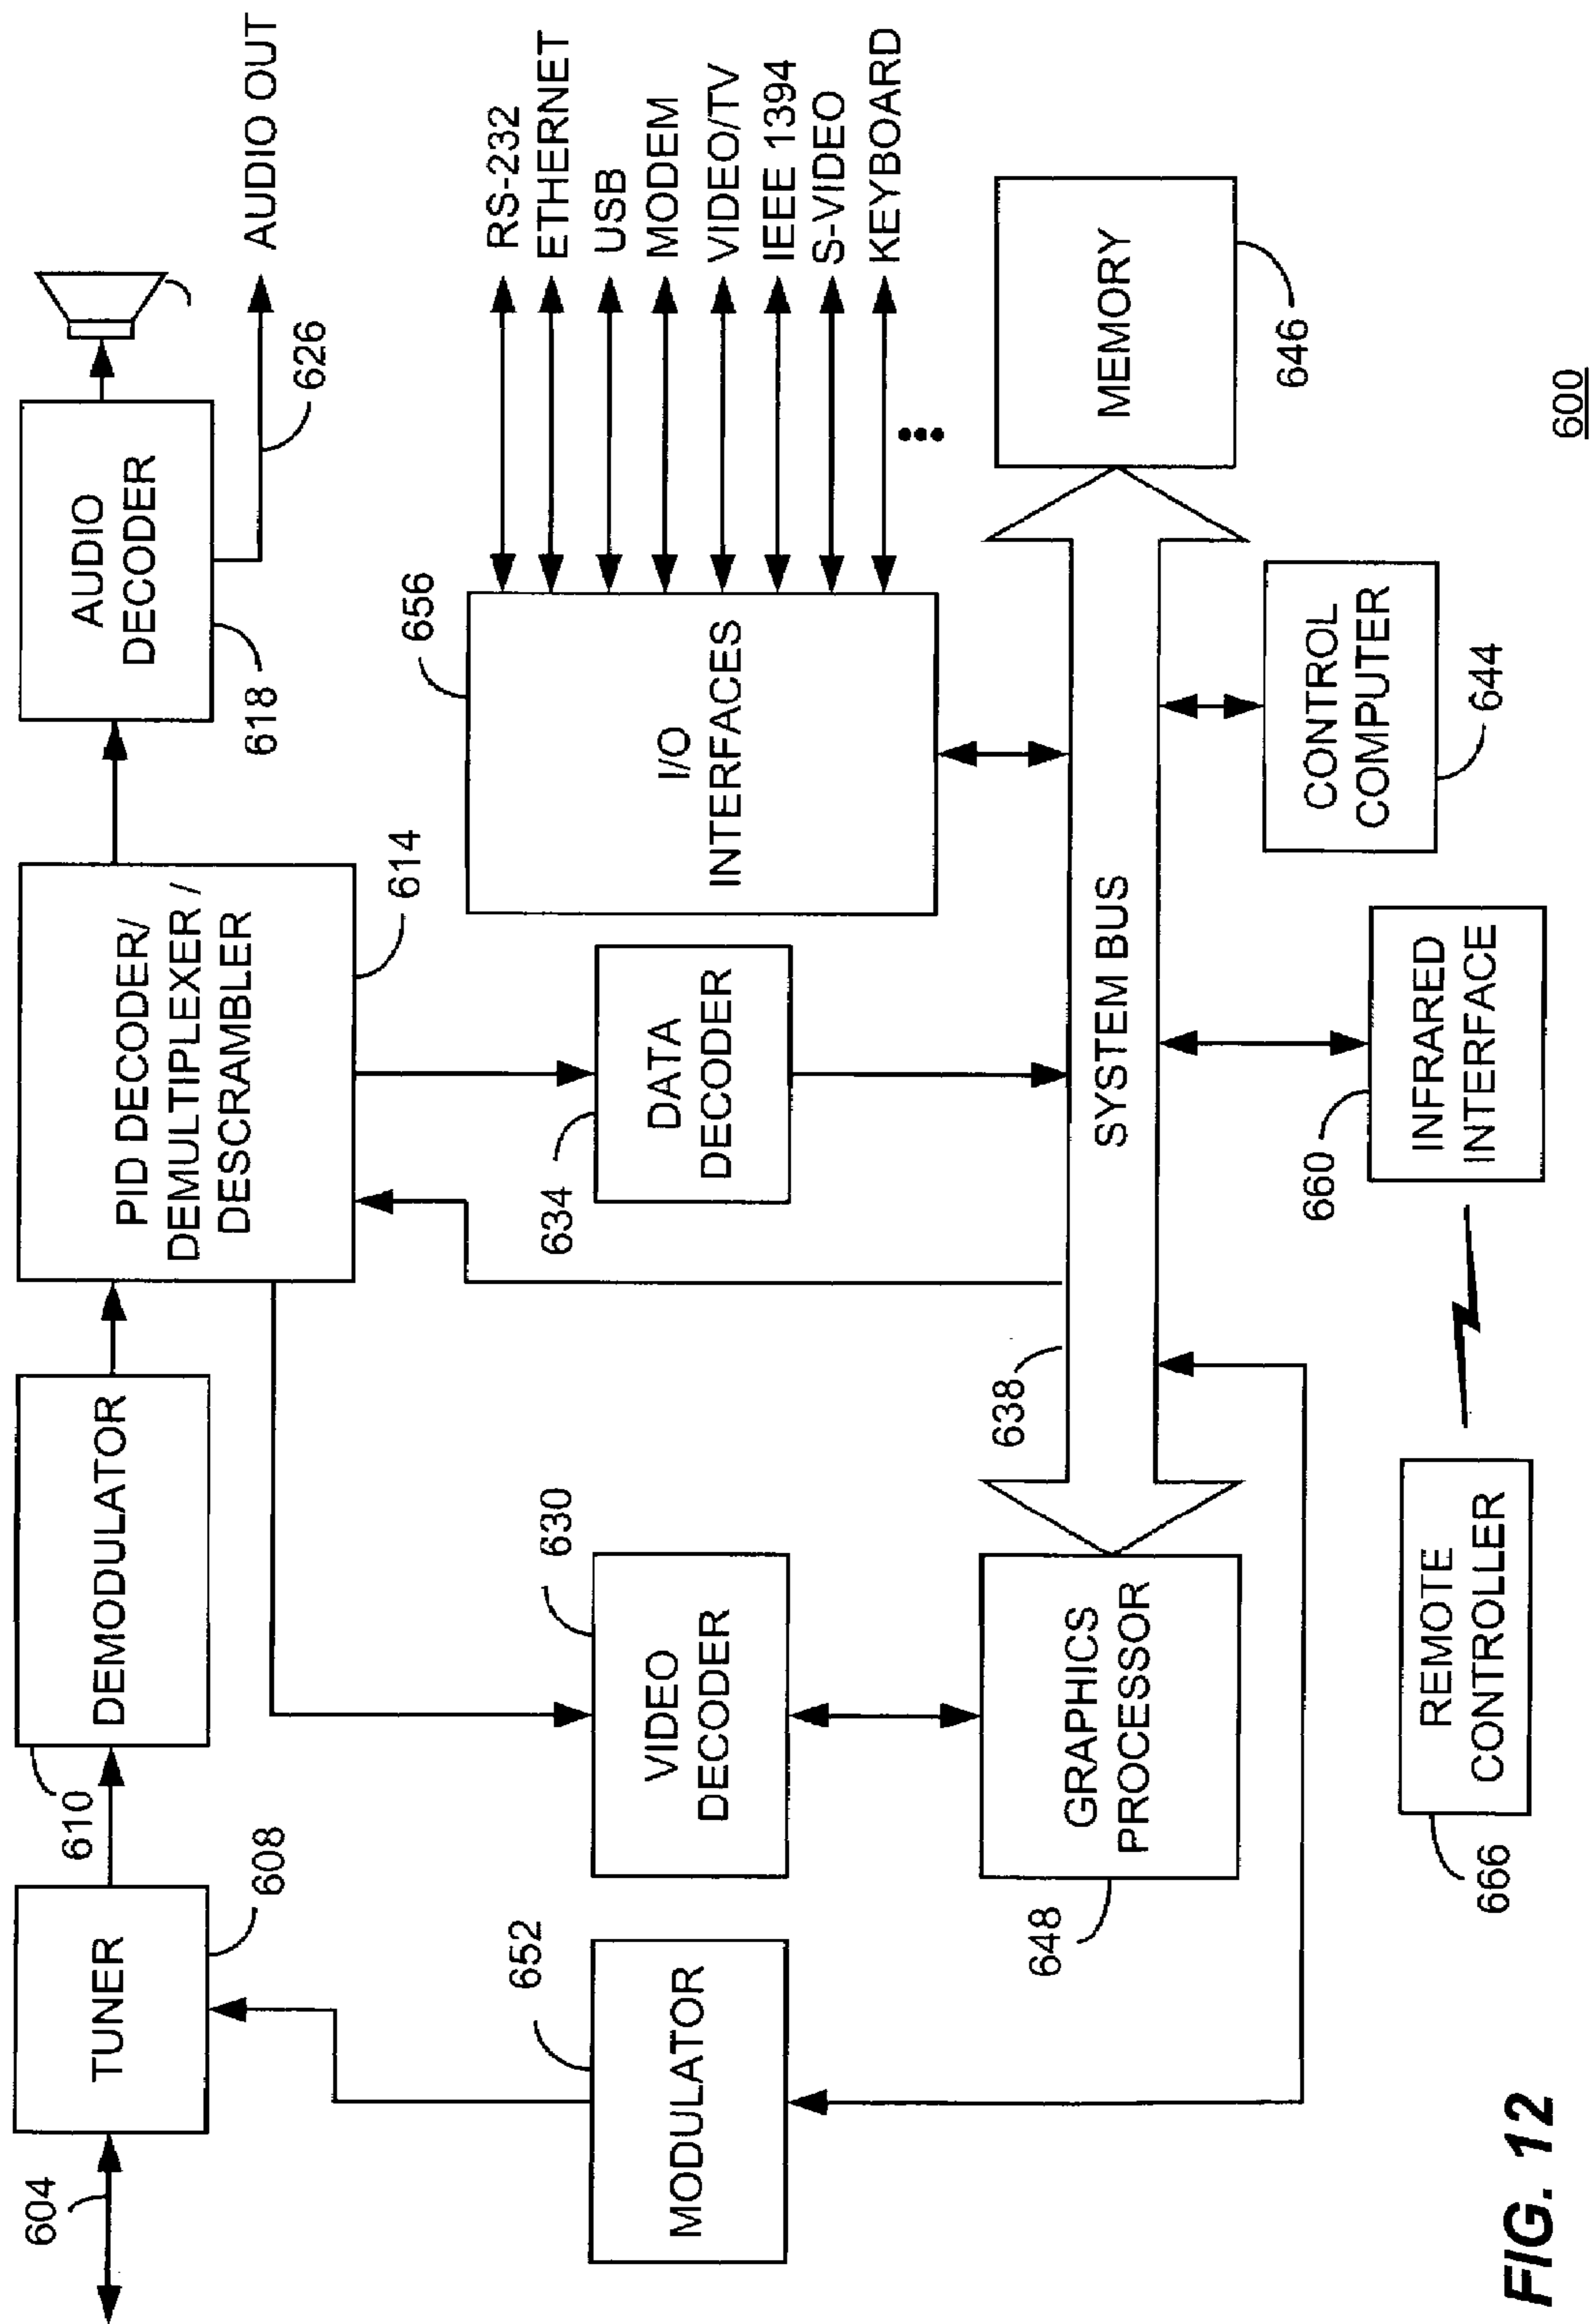 604
TUNER
608
610
DEMODULATOR
PID DECODER/
DEMULTIPLEXER /
DESCRAMBLER
614
AUDIO
DECODER
618
626
AUDIO OUT
652
MODULATOR
630
VIDEO
DECODER
634
DATA
DECODER
656
I/O
INTERFACES
RS-232
ETHERNET
USB
MODEM
VIDEO/TV
IEEE 1394
S-VIDEO
KEYBOARD
648
GRAPHICS
PROCESSOR
638
SYSTEM BUS
MEMORY
646
666
REMOTE
CONTROLLER
660
INFRARED
INTERFACE
CONTROL
COMPUTER
644
FIG. 12
600